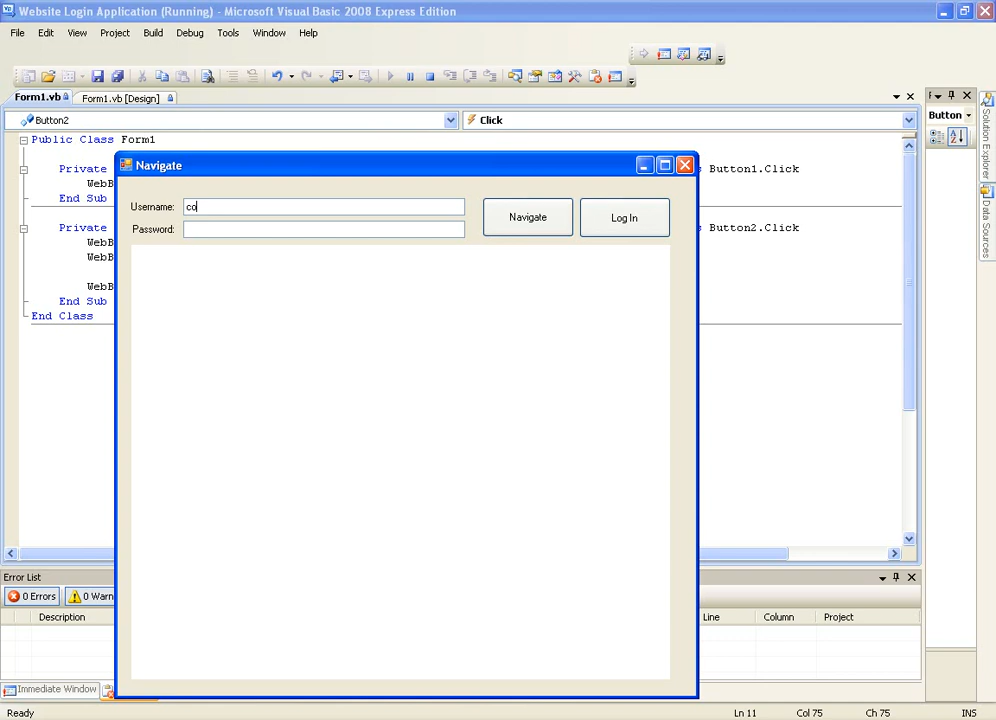 Website Login Application (Running) - Microsoft Visual Basic 2008 Express Edition
File Edit View Project Build Debug Tools Window Help
Form1.vb Form1.vb [Design]
Button2 Click
Button
Public Class Form1
Private Button1.Click
WebB
End Sub
Private Button2.Click
WebB
WebB
WebB
End Sub
End Class
Navigate
Username: co Navigate Log In
Password:
Solution Explorer
Data Sources
Error List
0 Errors 0 Warn
Description Line Column Project
Immediate Window
Ready Ln 11 Col 75 Ch 75 INS